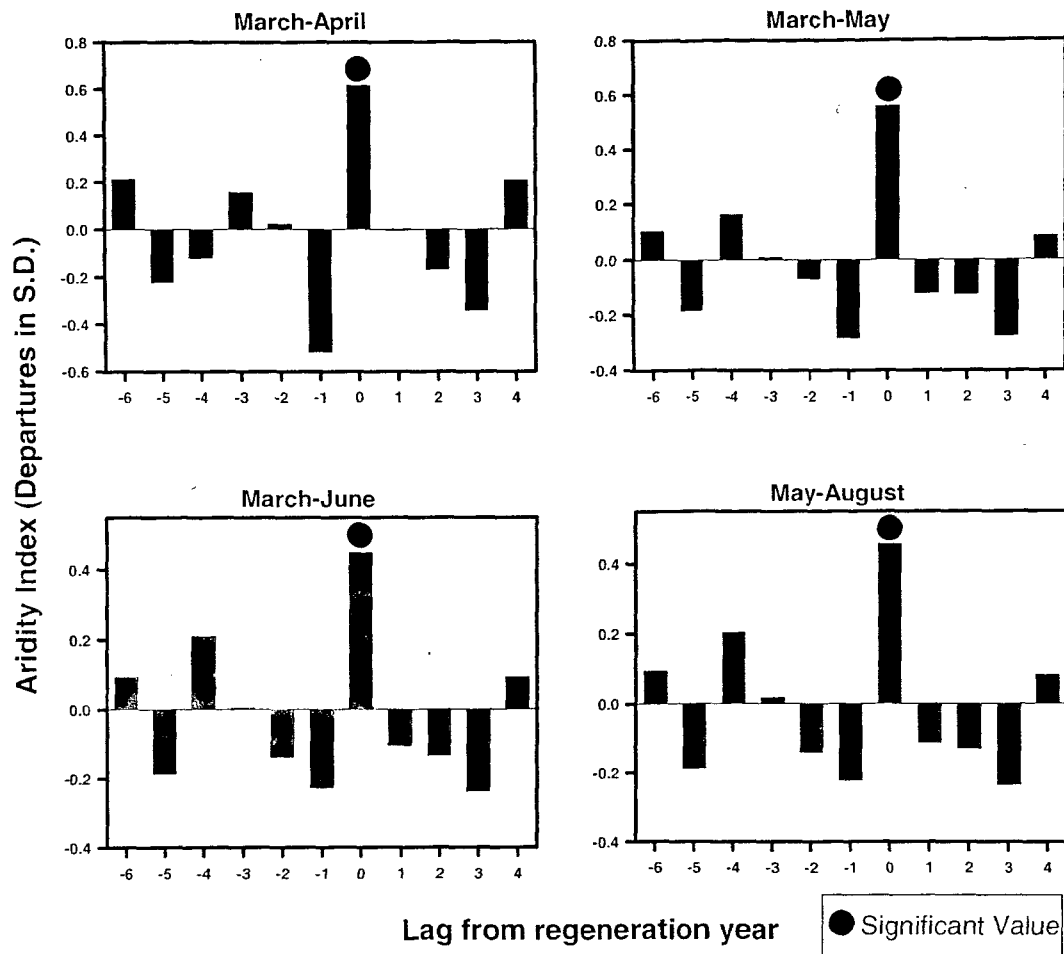 March-April
0.8
0.6
0.4
0.2
0.0
-0.2
-0.4
-0.6
-6 -5 -4 -3 -2 -1 0 1 2 3 4
March-May
0.8
0.6
0.4
0.2
0.0
-0.2
-0.4
-6 -5 -4 -3 -2 -1 0 1 2 3 4
Aridity Index (Departures in S.D.)
March-June
0.4
0.2
0.0
-0.2
-0.4
-6 -5 -4 -3 -2 -1 0 1 2 3 4
May-August
0.4
0.2
0.0
-0.2
-0.4
-6 -5 -4 -3 -2 -1 0 1 2 3 4
Lag from regeneration year
Significant Value